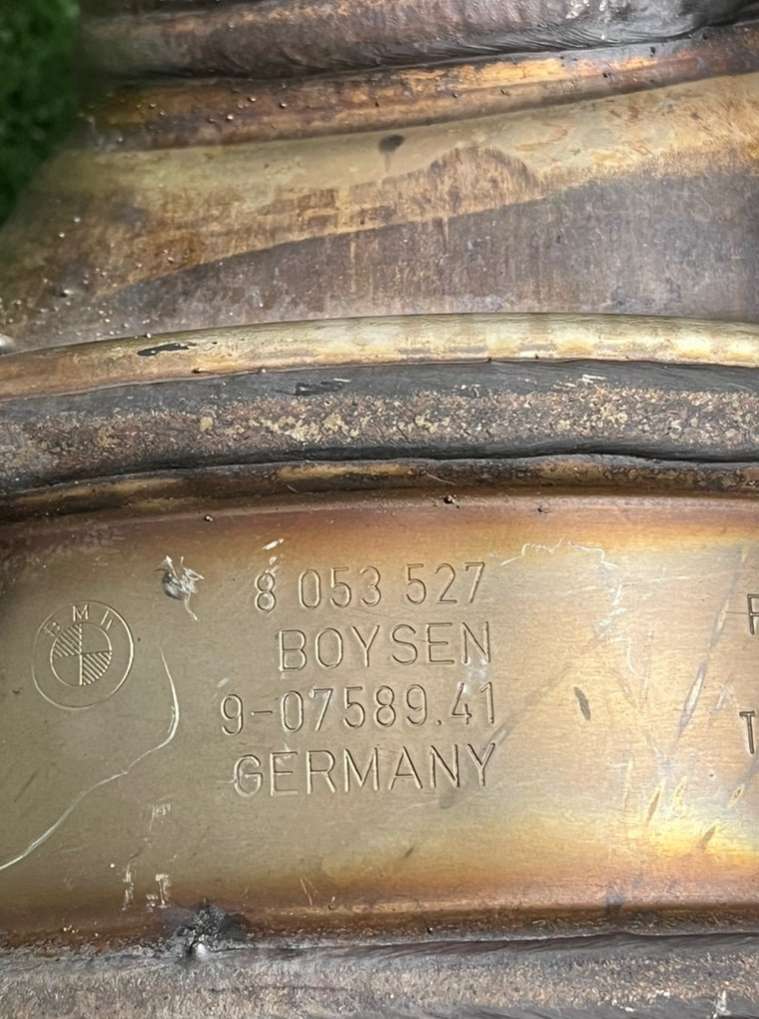 BMW
8 053 527
BOYSEN
9-07589.41
GERMANY